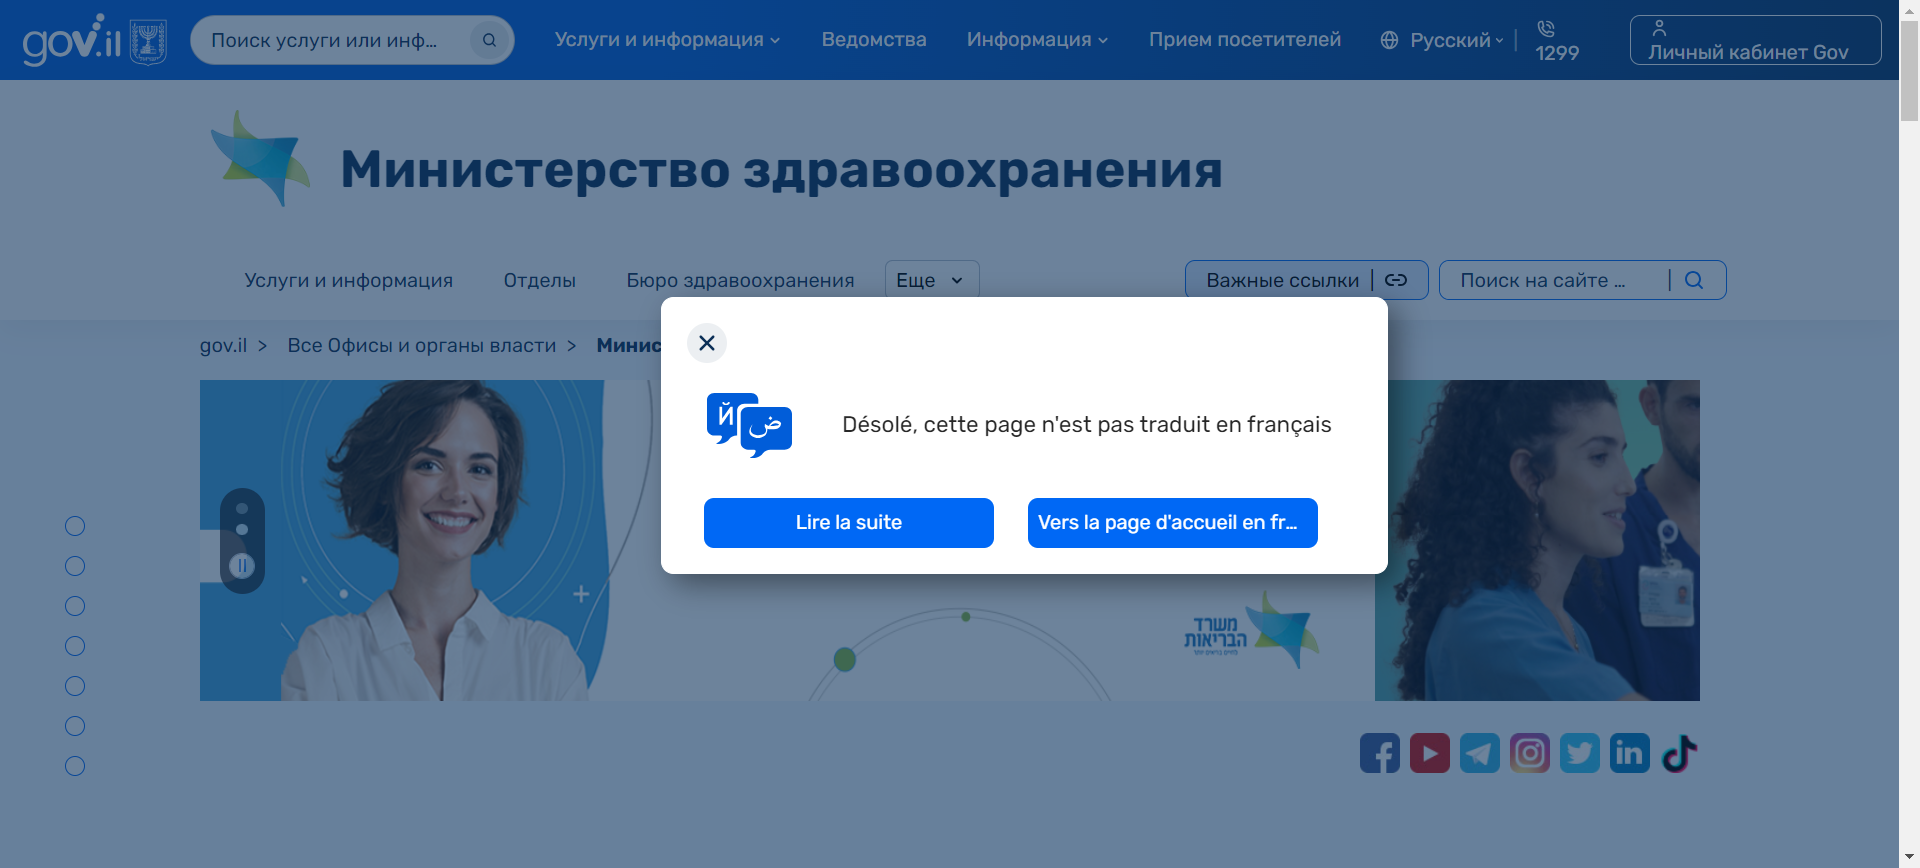 gov.il
Поиск услуги или инф...
Услуги и информация
Ведомства
Информация
Прием посетителей
Русский
1299
Личный кабинет Gov
Министерство здравоохранения
Услуги и информация
Отделы
Бюро здравоохранения
Еще
Важные ссылки
Поиск на сайте ...
gov.il > Все Офисы и органы власти > Минис
Й ض
Désolé, cette page n'est pas traduit en français
Lire la suite
Vers la page d'accueil en fr...
משרד
הבריאות